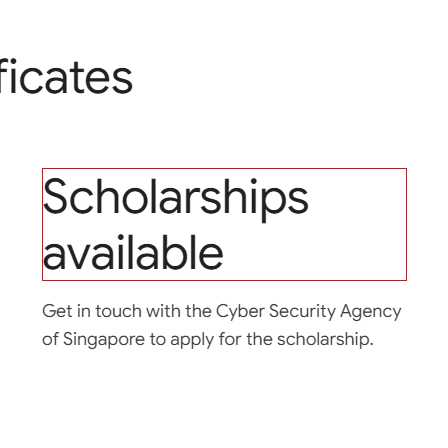 ficates
Scholarships
available
Get in touch with the Cyber Security Agency
of Singapore to apply for the scholarship.